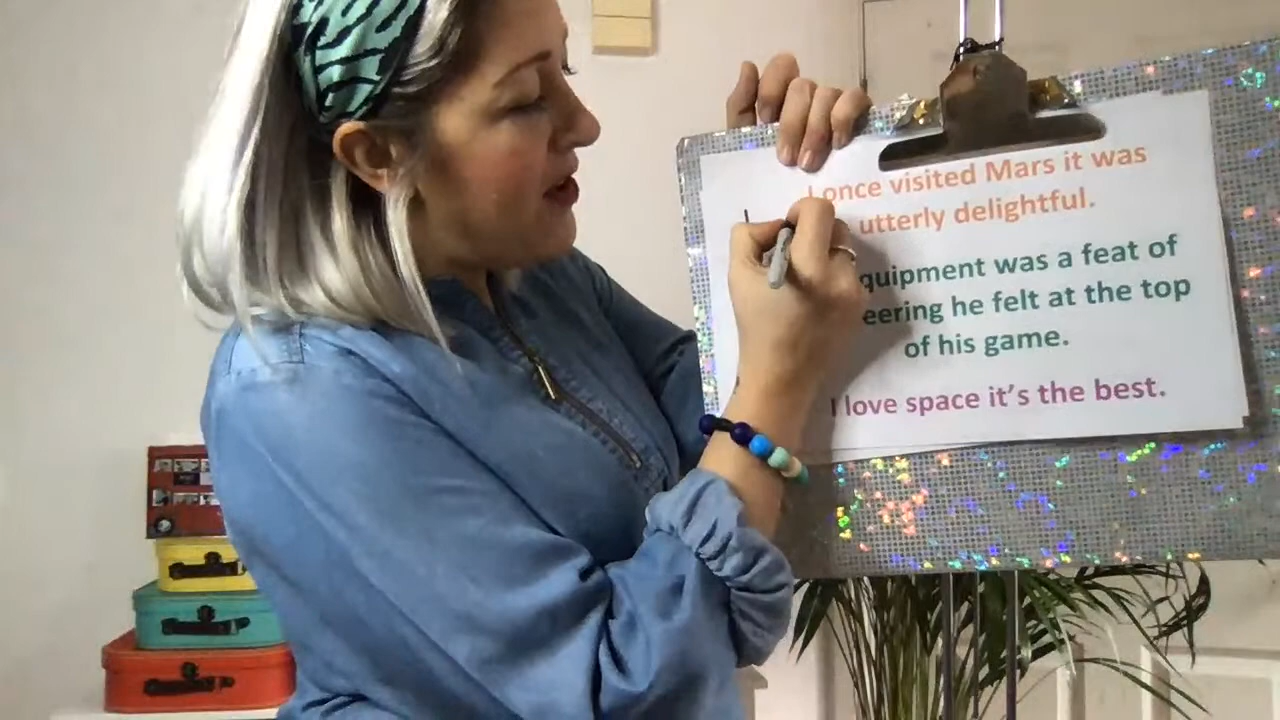 I once visited Mars it was
utterly delightful.
quipment was a feat of
eering he felt at the top
of his game.
I love space it's the best.